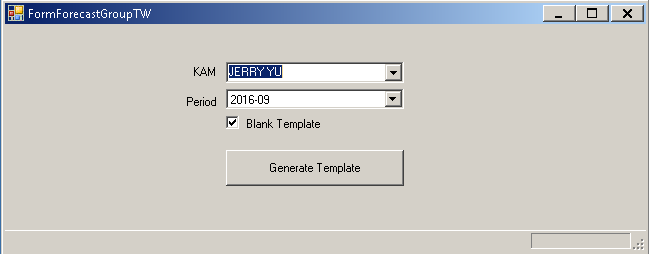 FormForecastGroupTW
KAM JERRY YU
Period 2016-09
Blank Template
Generate Template